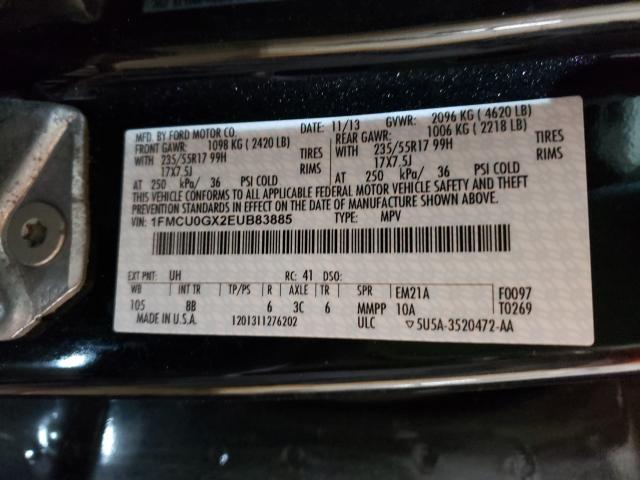 MFD. BY FORD MOTOR CO.
DATE: 11/13 GVWR: 2096 KG ( 4620 LB)
FRONT GAWR: 1098 KG ( 2420 LB) REAR GAWR: 1006 KG ( 2218 LB)
WITH 235/55R17 99H TIRES 235/55R17 99H TIRES
17X7.5J RIMS 17X7.5J RIMS
AT 250 kPa/ 36 PSI COLD AT 250 kPa/ 36 PSI COLD
THIS VEHICLE CONFORMS TO ALL APPLICABLE FEDERAL MOTOR VEHICLE SAFETY AND THEFT
PREVENTION STANDARDS IN EFFECT ON THE DATE OF MANUFACTURE SHOWN ABOVE.
VIN: 1FMCU0GX2EUB83885 TYPE: MPV
EXT PNT: UH RC: 41 DSO:
WB INT TR TP/PS R AXLE TR SPR EM21A F0097
105 8B 6 3C 6 MMPP 10A T0269
MADE IN U.S.A. 1201311276202 ULC ▽5U5A-3520472-AA